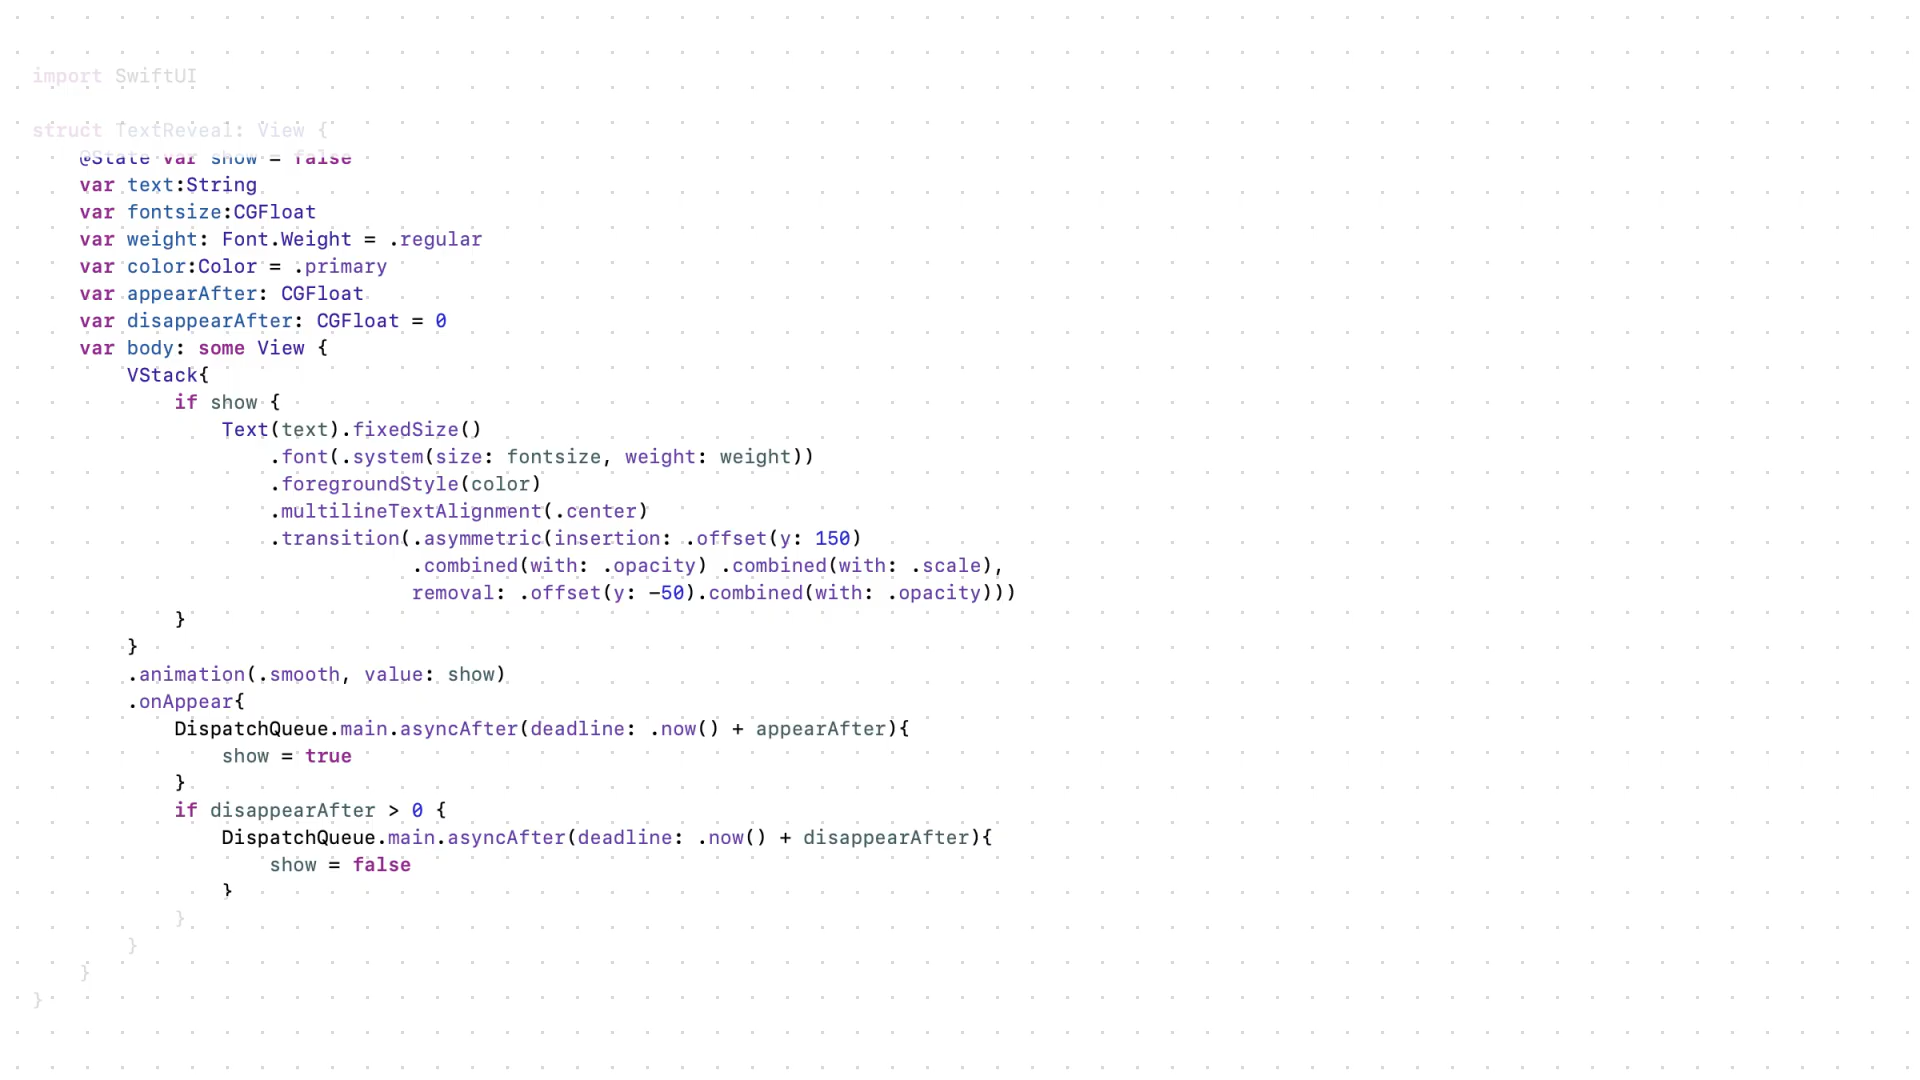 import SwiftUI
struct TextReveal: View {
@State var show = false
var text:String
var fontsize:CGFloat
var weight: Font.Weight = .regular
var color:Color = .primary
var appearAfter: CGFloat
var disappearAfter: CGFloat = 0
var body: some View {
VStack{
if show {
Text(text).fixedSize()
.font(.system(size: fontsize, weight: weight))
.foregroundStyle(color)
.multilineTextAlignment(.center)
.transition(.asymmetric(insertion: .offset(y: 150)
.combined(with: .opacity) .combined(with: .scale),
removal: .offset(y: -50).combined(with: .opacity)))
}
}
.animation(.smooth, value: show)
.onAppear{
DispatchQueue.main.asyncAfter(deadline: .now() + appearAfter){
show = true
}
if disappearAfter > 0 {
DispatchQueue.main.asyncAfter(deadline: .now() + disappearAfter){
show = false
}
}
}
}
}